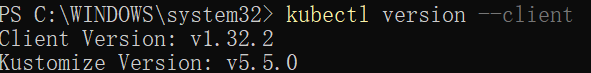 PS C:\WINDOWS\system32> kubectl version --client
Client Version: v1.32.2
Kustomize Version: v5.5.0